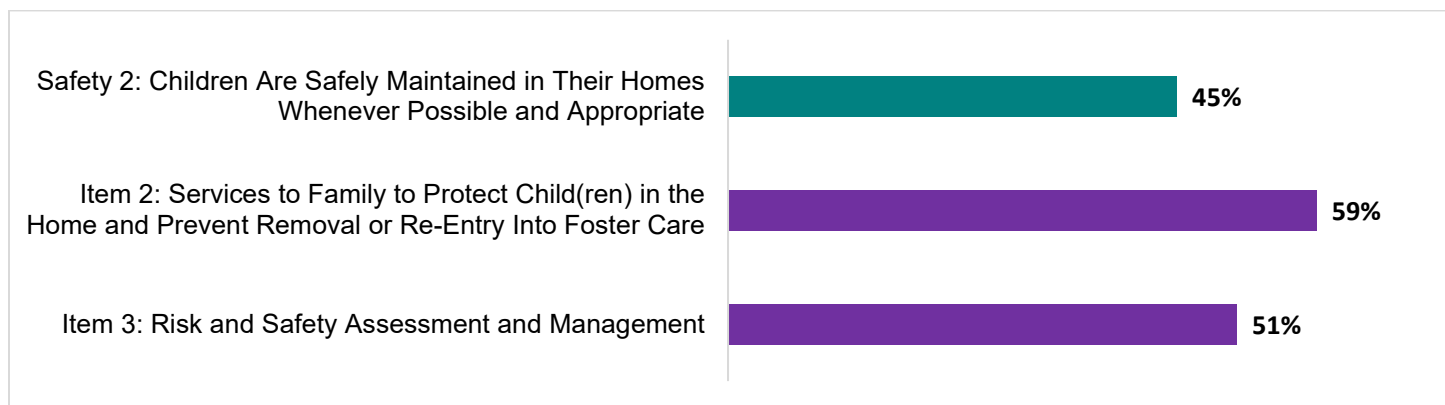 Safety 2: Children Are Safely Maintained in Their Homes
Whenever Possible and Appropriate
45%
Item 2: Services to Family to Protect Child(ren) in the
Home and Prevent Removal or Re-Entry Into Foster Care
59%
Item 3: Risk and Safety Assessment and Management
51%